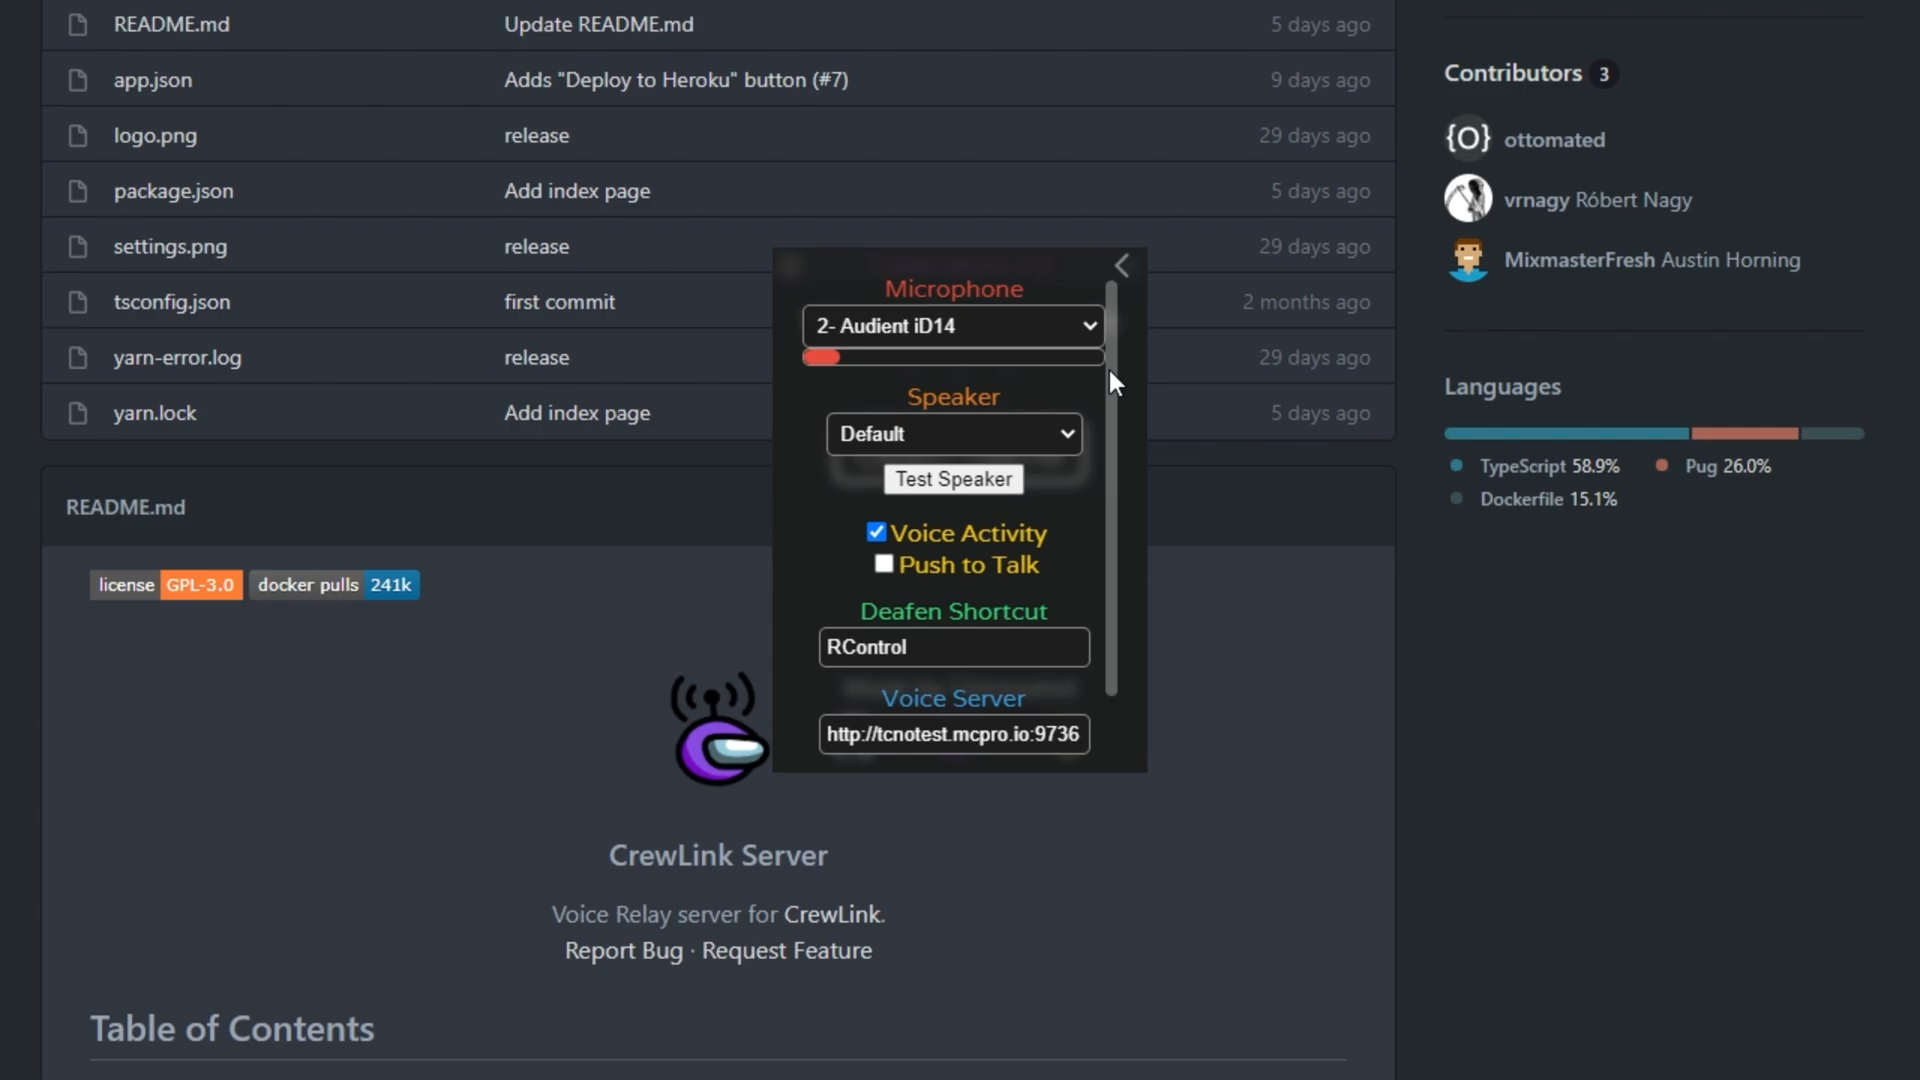 README.md Update README.md 5 days ago
app.json Adds "Deploy to Heroku" button (#7) 9 days ago
logo.png release 29 days ago
package.json Add index page 5 days ago
settings.png release 29 days ago
tsconfig.json first commit 2 months ago
yarn-error.log release 29 days ago
yarn.lock Add index page 5 days ago
README.md
license GPL-3.0 docker pulls 241k
CrewLink Server
Voice Relay server for CrewLink.
Report Bug · Request Feature
Table of Contents
Microphone
2- Audient iD14
Speaker
Default
Test Speaker
Voice Activity
Push to Talk
Deafen Shortcut
RControl
Voice Server
http://tcnotest.mcpro.io:9736
Contributors 3
{O} ottomated
vrnagy Róbert Nagy
MixmasterFresh Austin Horning
Languages
TypeScript 58.9% Pug 26.0%
Dockerfile 15.1%